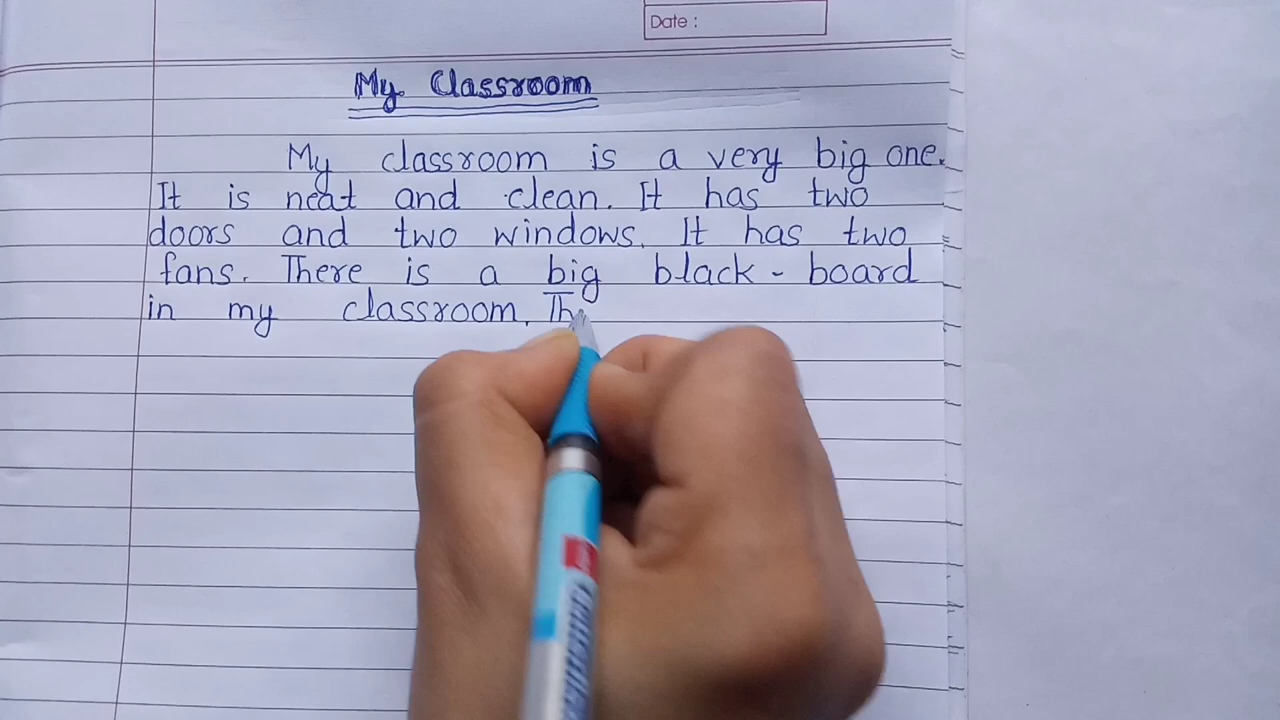 Date :
My Classroom
My classroom is a very big one.
It is neat and clean. It has two
doors and two windows. It has two
fans. There is a big black - board
in my classroom. Th